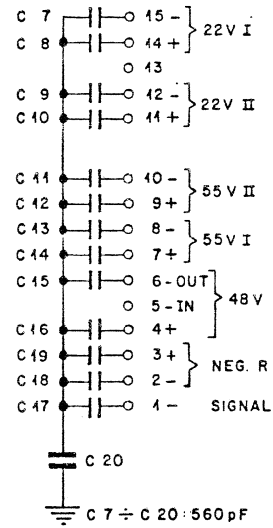 C 7 15 - 22V I
C 8 14 +
13
C 9 12 - 22V II
C 10 11 +
C 11 10 - 55 V II
C 12 9 +
C 13 8 - 55V I
C 14 7 +
C 15 6 - OUT 48 V
5 - IN
C 16 4 +
C 19 3 + NEG. R
C 18 2 -
C 17 1 - SIGNAL
C 20
C 7 ÷ C 20 : 560 pF